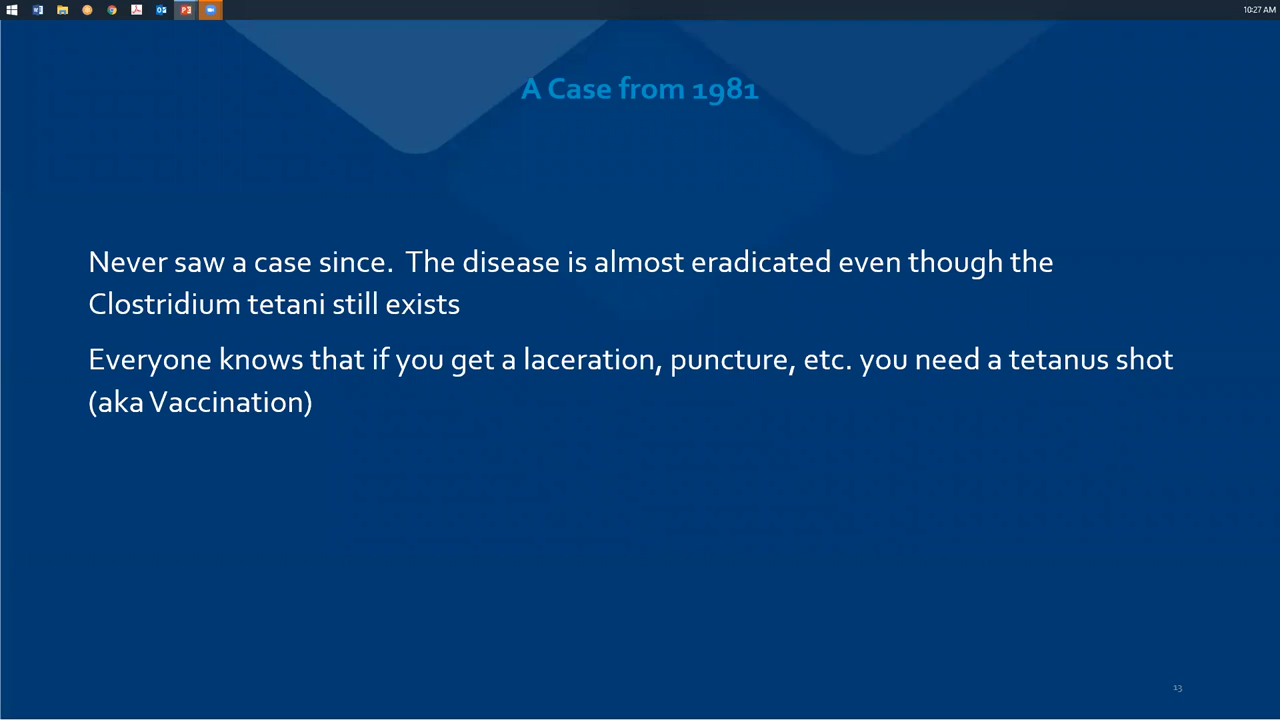 10:27 AM
A Case from 1981
Never saw a case since.  The disease is almost eradicated even though the
Clostridium tetani still exists
Everyone knows that if you get a laceration, puncture, etc. you need a tetanus shot
(aka Vaccination)
13